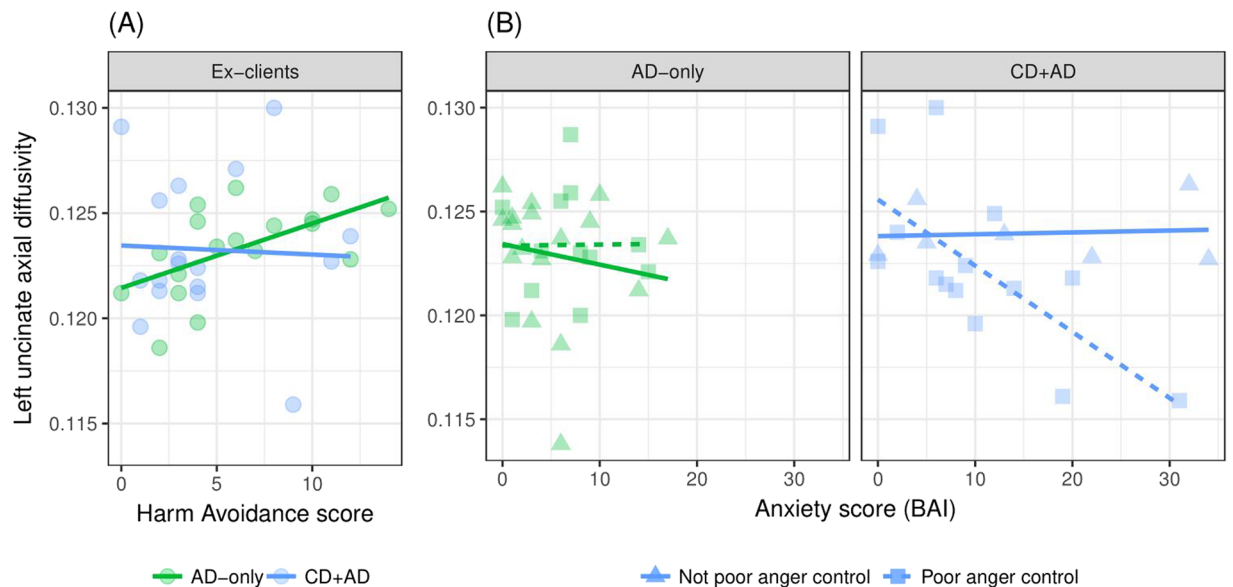 (A)
(B)
Ex−clients
AD−only
CD+AD
Left uncinate axial diffusivity
0.130
0.125
0.120
0.115
0.130
0.125
0.120
0.115
0
5
10
0
10
20
30
0
10
20
30
Harm Avoidance score
Anxiety score (BAI)
AD−only
CD+AD
Not poor anger control
Poor anger control